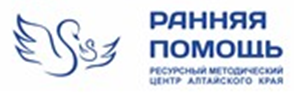 РАННЯЯ
ПОМОЩЬ
РЕСУРСНЫЙ МЕТОДИЧЕСКИЙ
ЦЕНТР АЛТАЙСКОГО КРАЯ